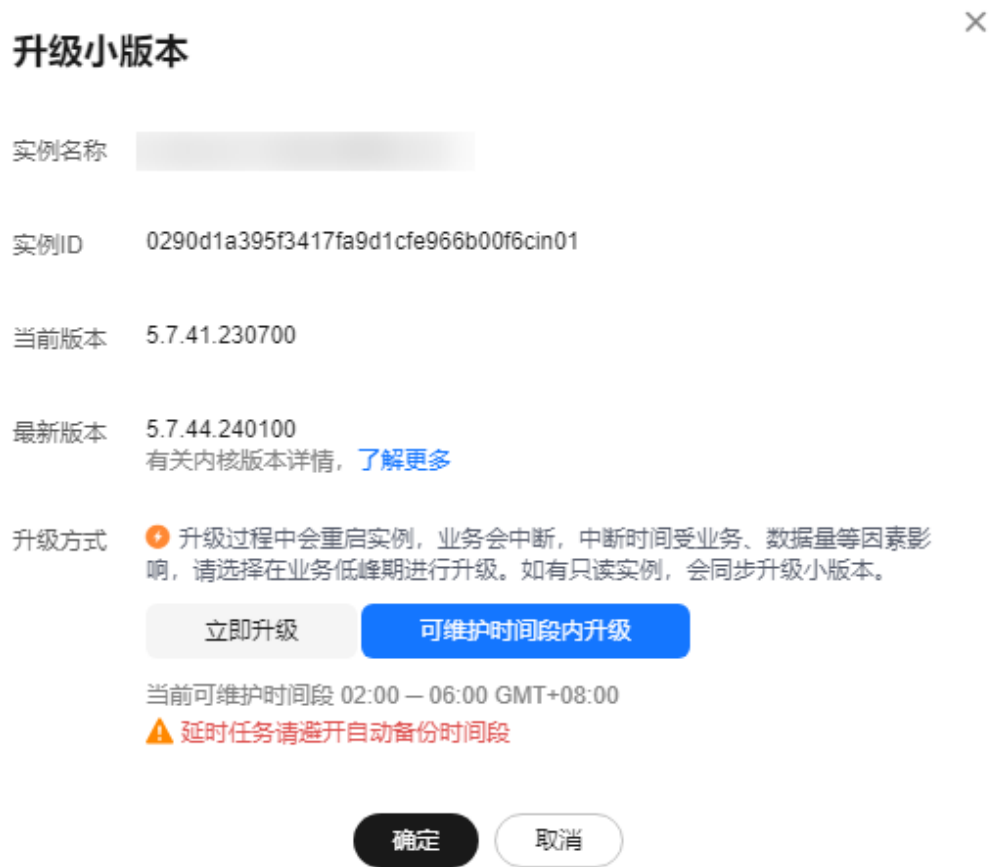 升级小版本
实例名称
实例ID 0290d1a395f3417fa9d1cfe966b00f6cin01
当前版本 5.7.41.230700
最新版本 5.7.44.240100
有关内核版本详情，了解更多
升级方式 升级过程中会重启实例，业务会中断，中断时间受业务、数据量等因素影
响，请选择在业务低峰期进行升级。如有只读实例，会同步升级小版本。
立即升级 可维护时间段内升级
当前可维护时间段 02:00 — 06:00 GMT+08:00
延时任务请避开自动备份时间段
确定 取消